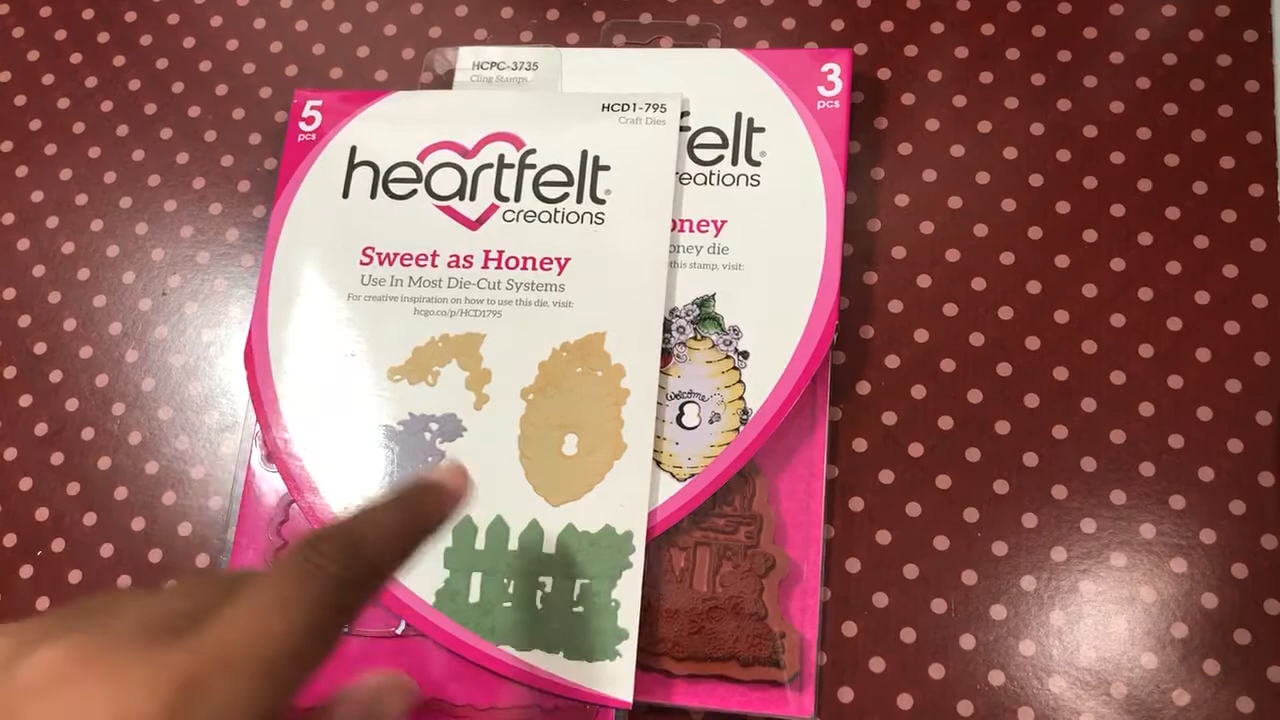 5
pcs
HCD1-795
Craft Dies
heartfelt®
creations
Sweet as Honey
Use In Most Die-Cut Systems
For creative inspiration on how to use this die, visit:
hcgo.co/p/HCD1795
HCPC-3735
Cling Stamps
3
pcs
felt®
reations
oney
oney die
this stamp, visit:
Welcome